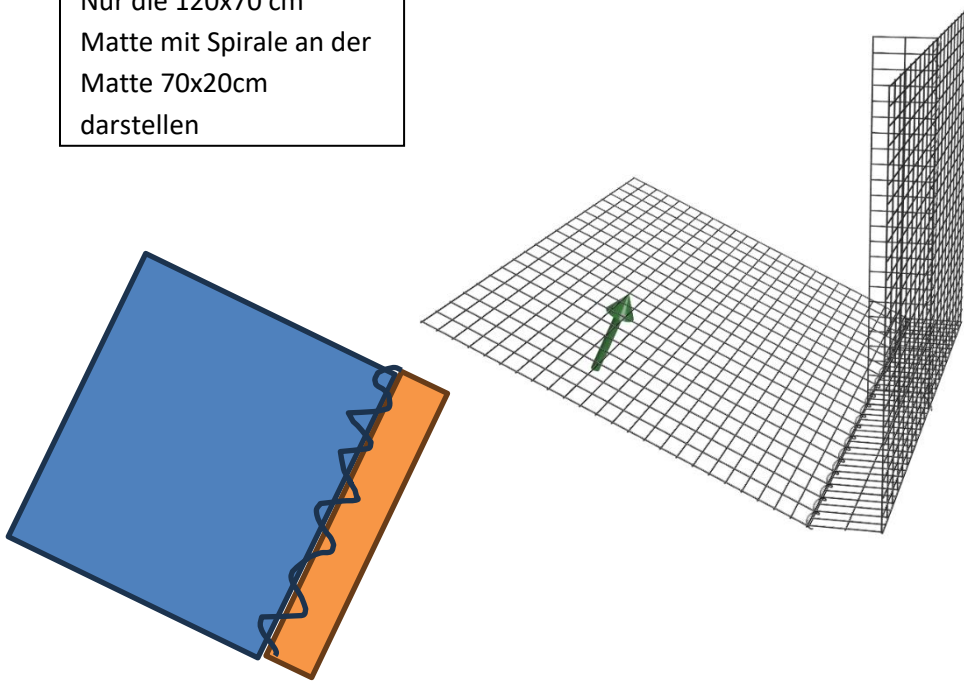 Nur die 120x70 cm
Matte mit Spirale an der
Matte 70x20cm
darstellen